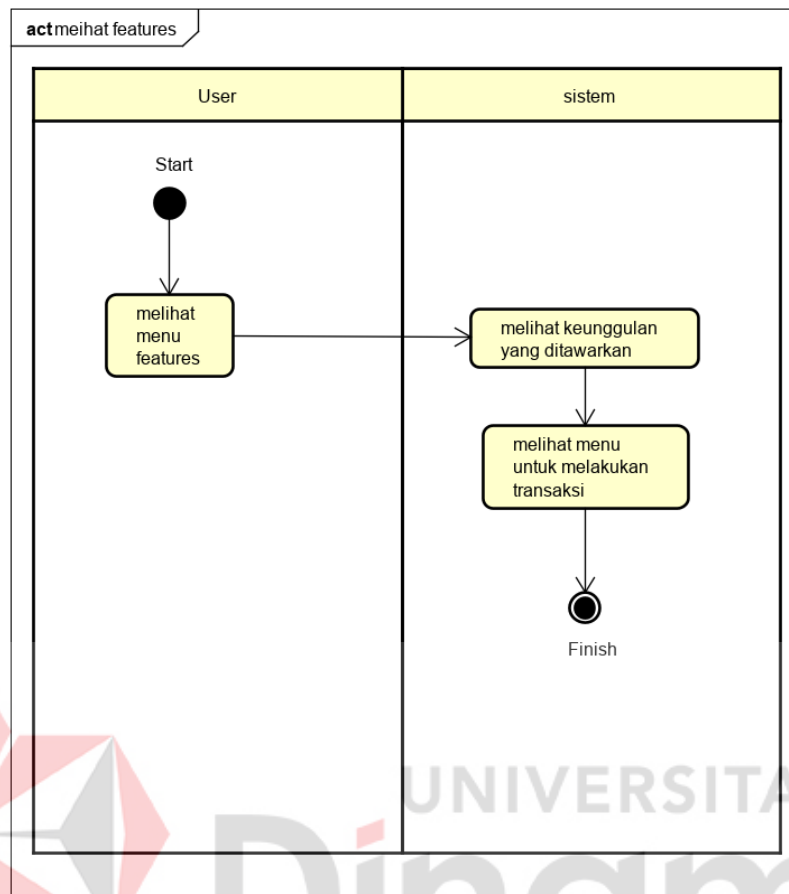 act meihat features
User
sistem
Start
melihat
menu
features
melihat keunggulan
yang ditawarkan
melihat menu
untuk melakukan
transaksi
Finish
UNIVERSITA
Dinam